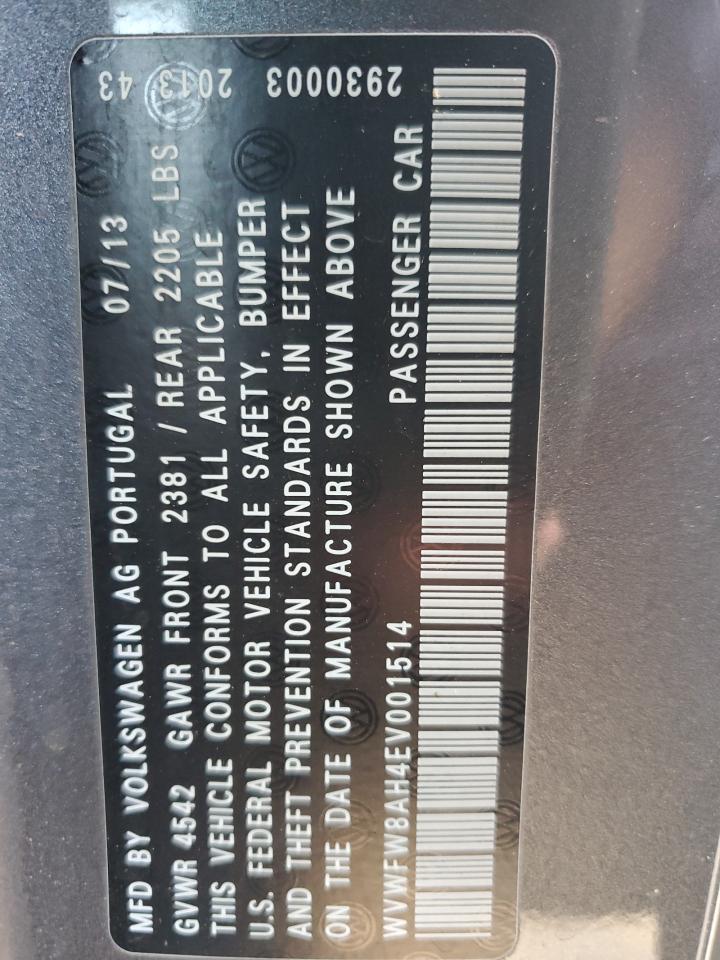 MFD BY VOLKSWAGEN AG PORTUGAL 07/13
GVWR 4542 GAWR FRONT 2381 / REAR 2205 LBS
THIS VEHICLE CONFORMS TO ALL APPLICABLE
U.S. FEDERAL MOTOR VEHICLE SAFETY, BUMPER
AND THEFT PREVENTION STANDARDS IN EFFECT
ON THE DATE OF MANUFACTURE SHOWN ABOVE
WVWFW8AH4EV001514 PASSENGER CAR
2930003 2013 43